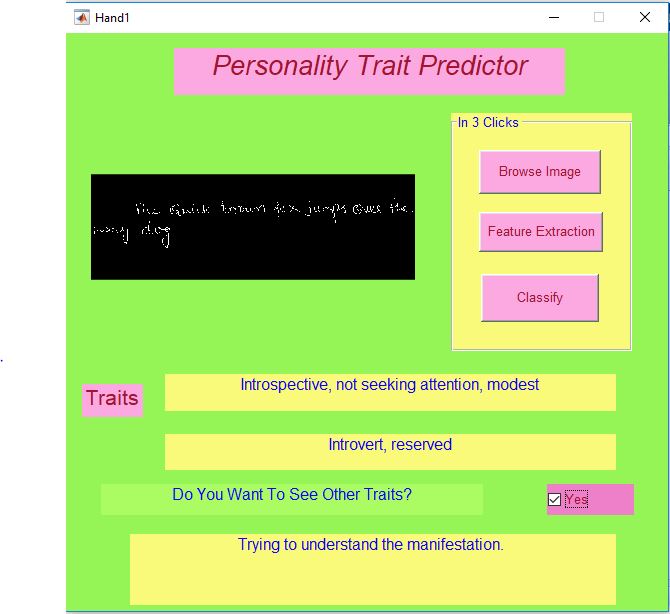 Hand1
Personality Trait Predictor
In 3 Clicks
Browse Image
Feature Extraction
Classify
The Quick brown fox jumps over the
lazy dog
Traits
Introspective, not seeking attention, modest
Introvert, reserved
Do You Want To See Other Traits?
Yes
Trying to understand the manifestation.